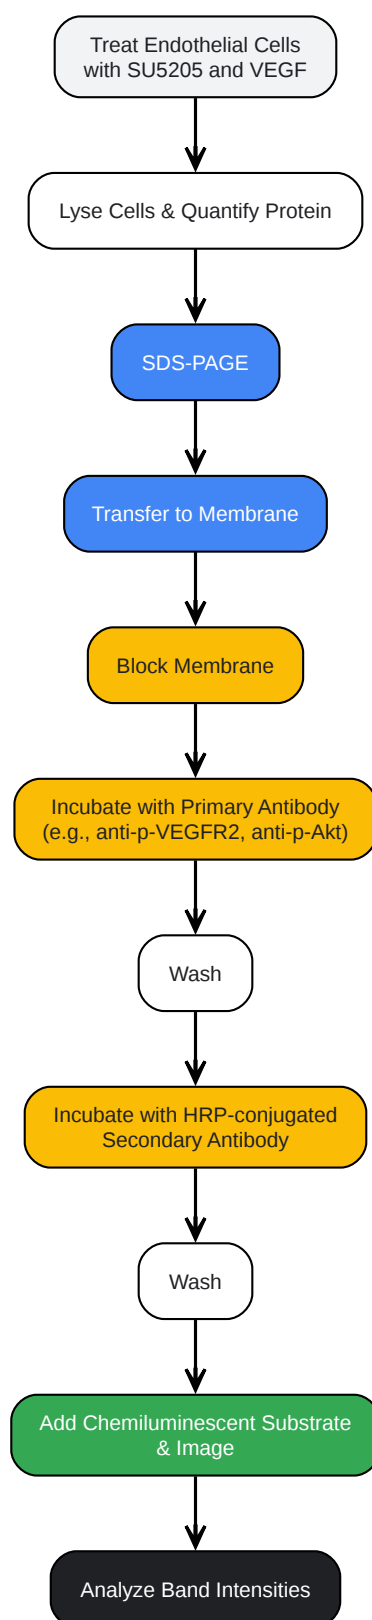 Treat Endothelial Cells
with SU5205 and VEGF
Lyse Cells & Quantify Protein
SDS-PAGE
Transfer to Membrane
Block Membrane
Incubate with Primary Antibody
(e.g., anti-p-VEGFR2, anti-p-Akt)
Wash
Incubate with HRP-conjugated
Secondary Antibody
Wash
Add Chemiluminescent Substrate
& Image
Analyze Band Intensities